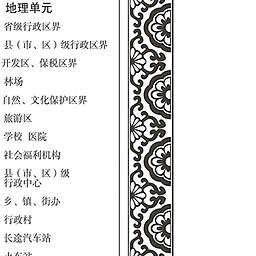 地理单元
省级行政区界
县（市、区）级行政区界
开发区、保税区界
林场
自然、文化保护区界
旅游区
学校 医院
社会福利机构
县（市、区）级
行政中心
乡、镇、街办
行政村
长途汽车站
火车站